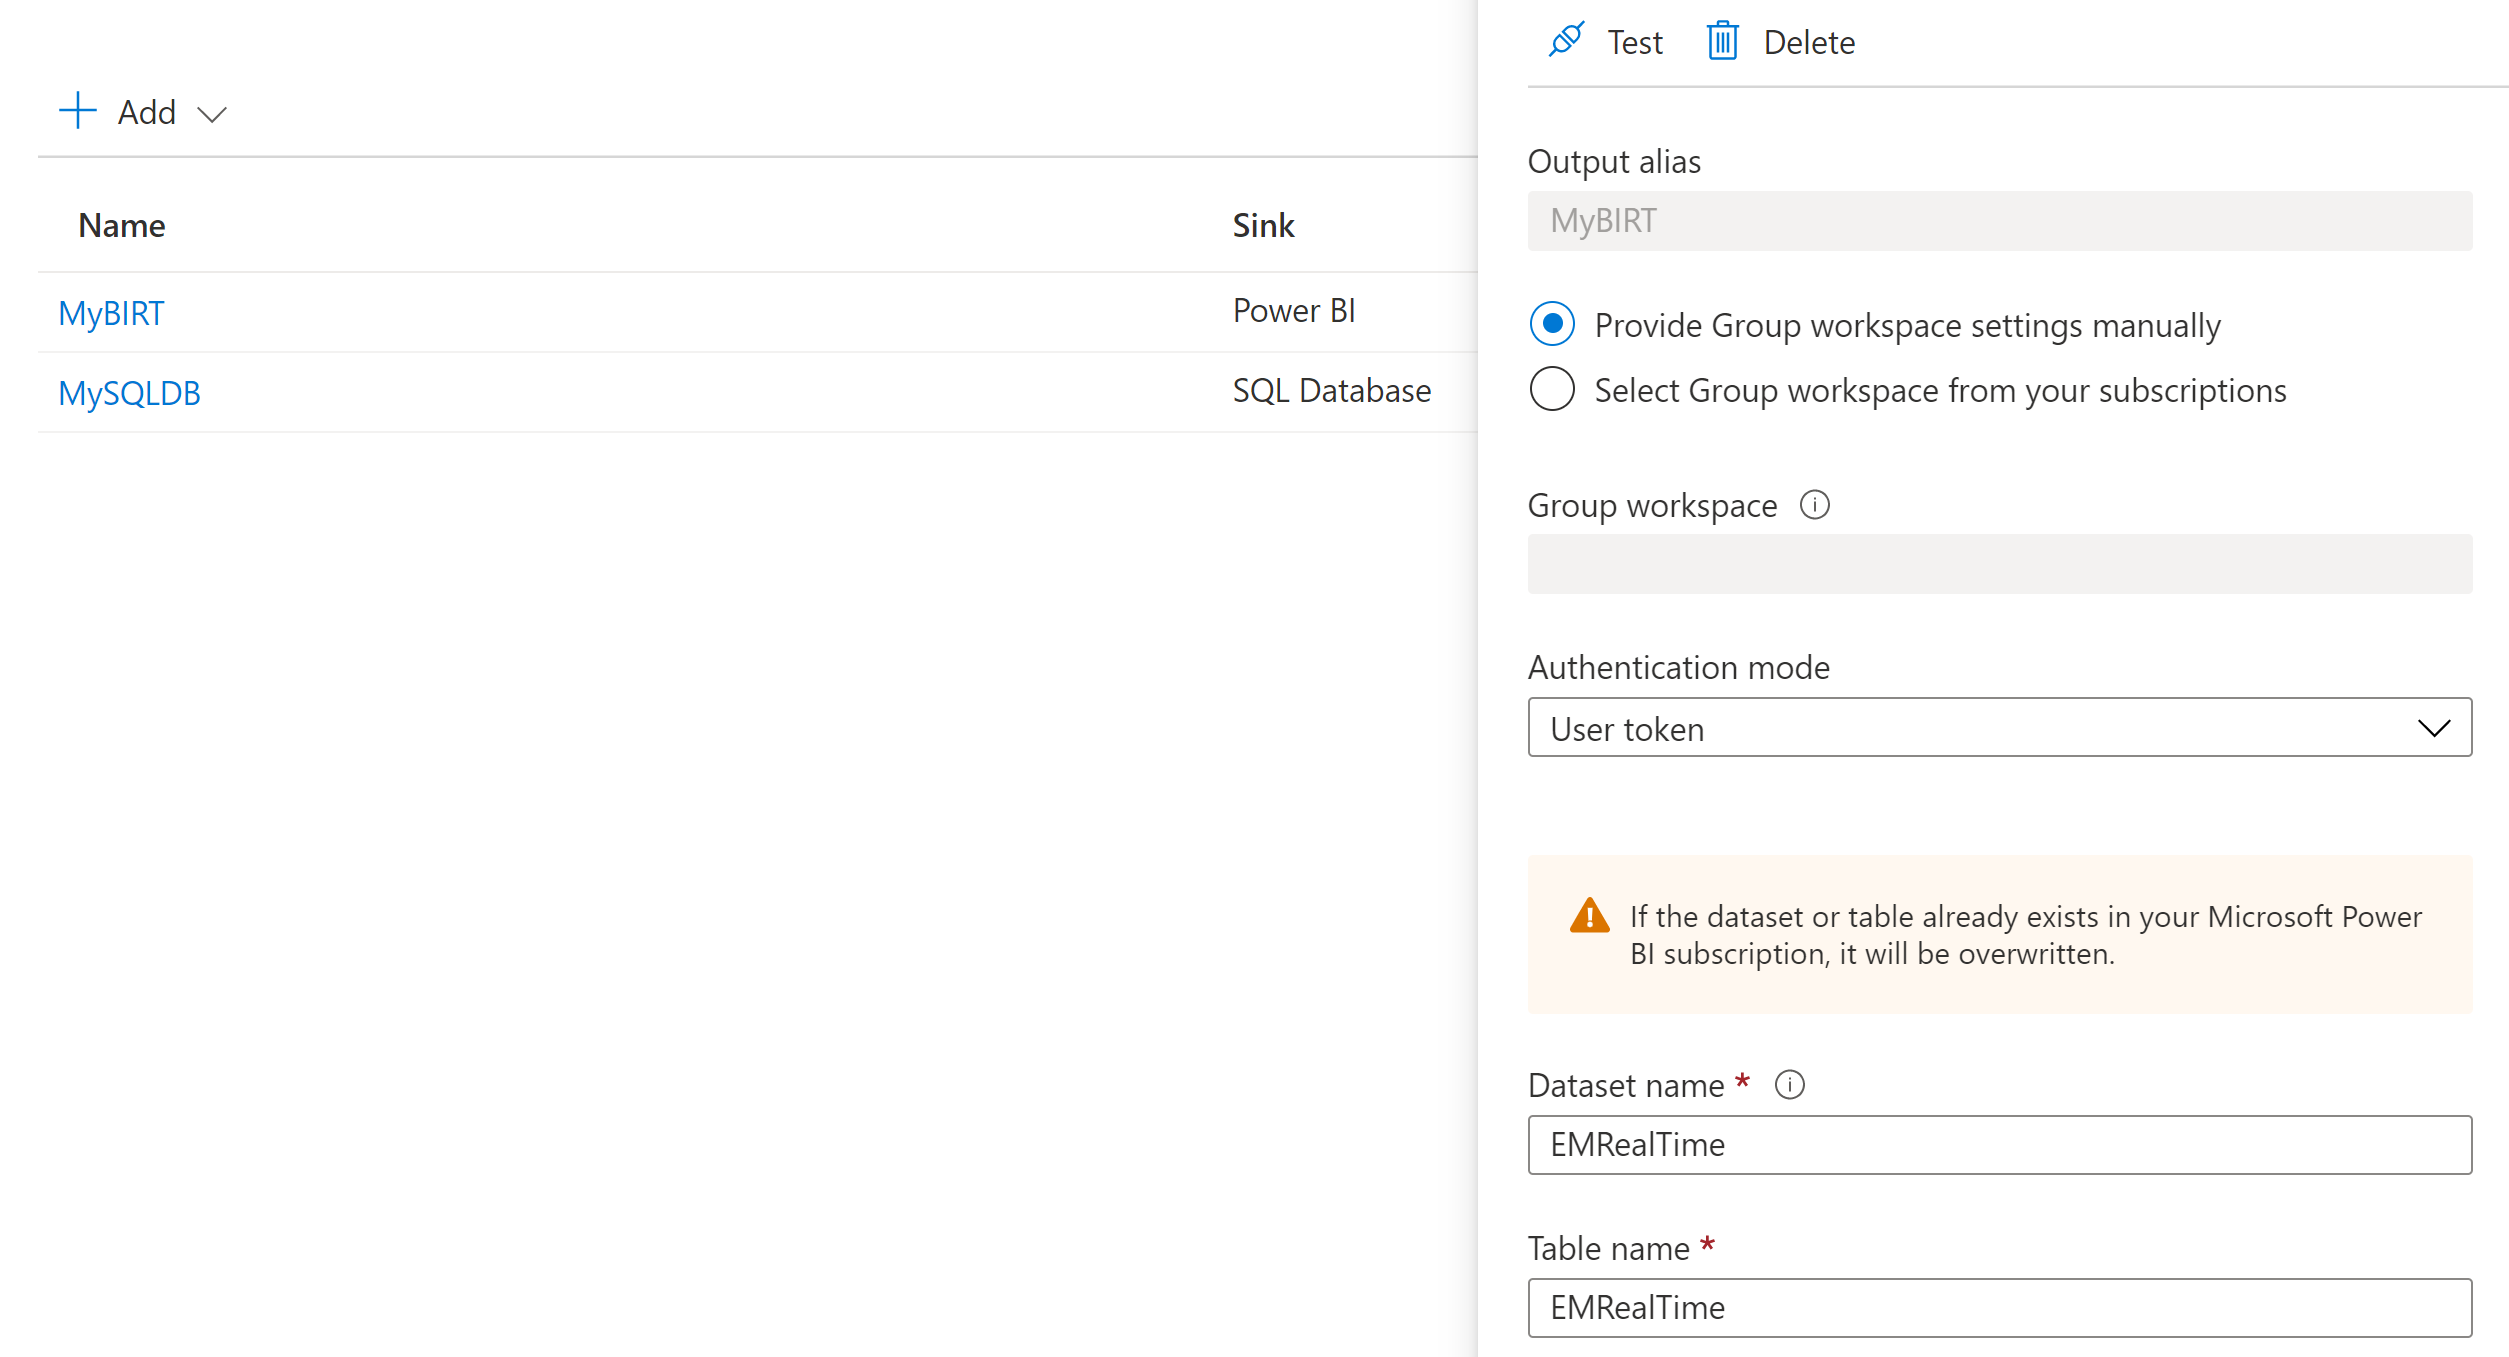 Add
Name Sink
MyBIRT Power BI
MySQLDB SQL Database
Test Delete
Output alias
MyBIRT
Provide Group workspace settings manually
Select Group workspace from your subscriptions
Group workspace
Authentication mode
User token
If the dataset or table already exists in your Microsoft Power
BI subscription, it will be overwritten.
Dataset name *
EMRealTime
Table name *
EMRealTime